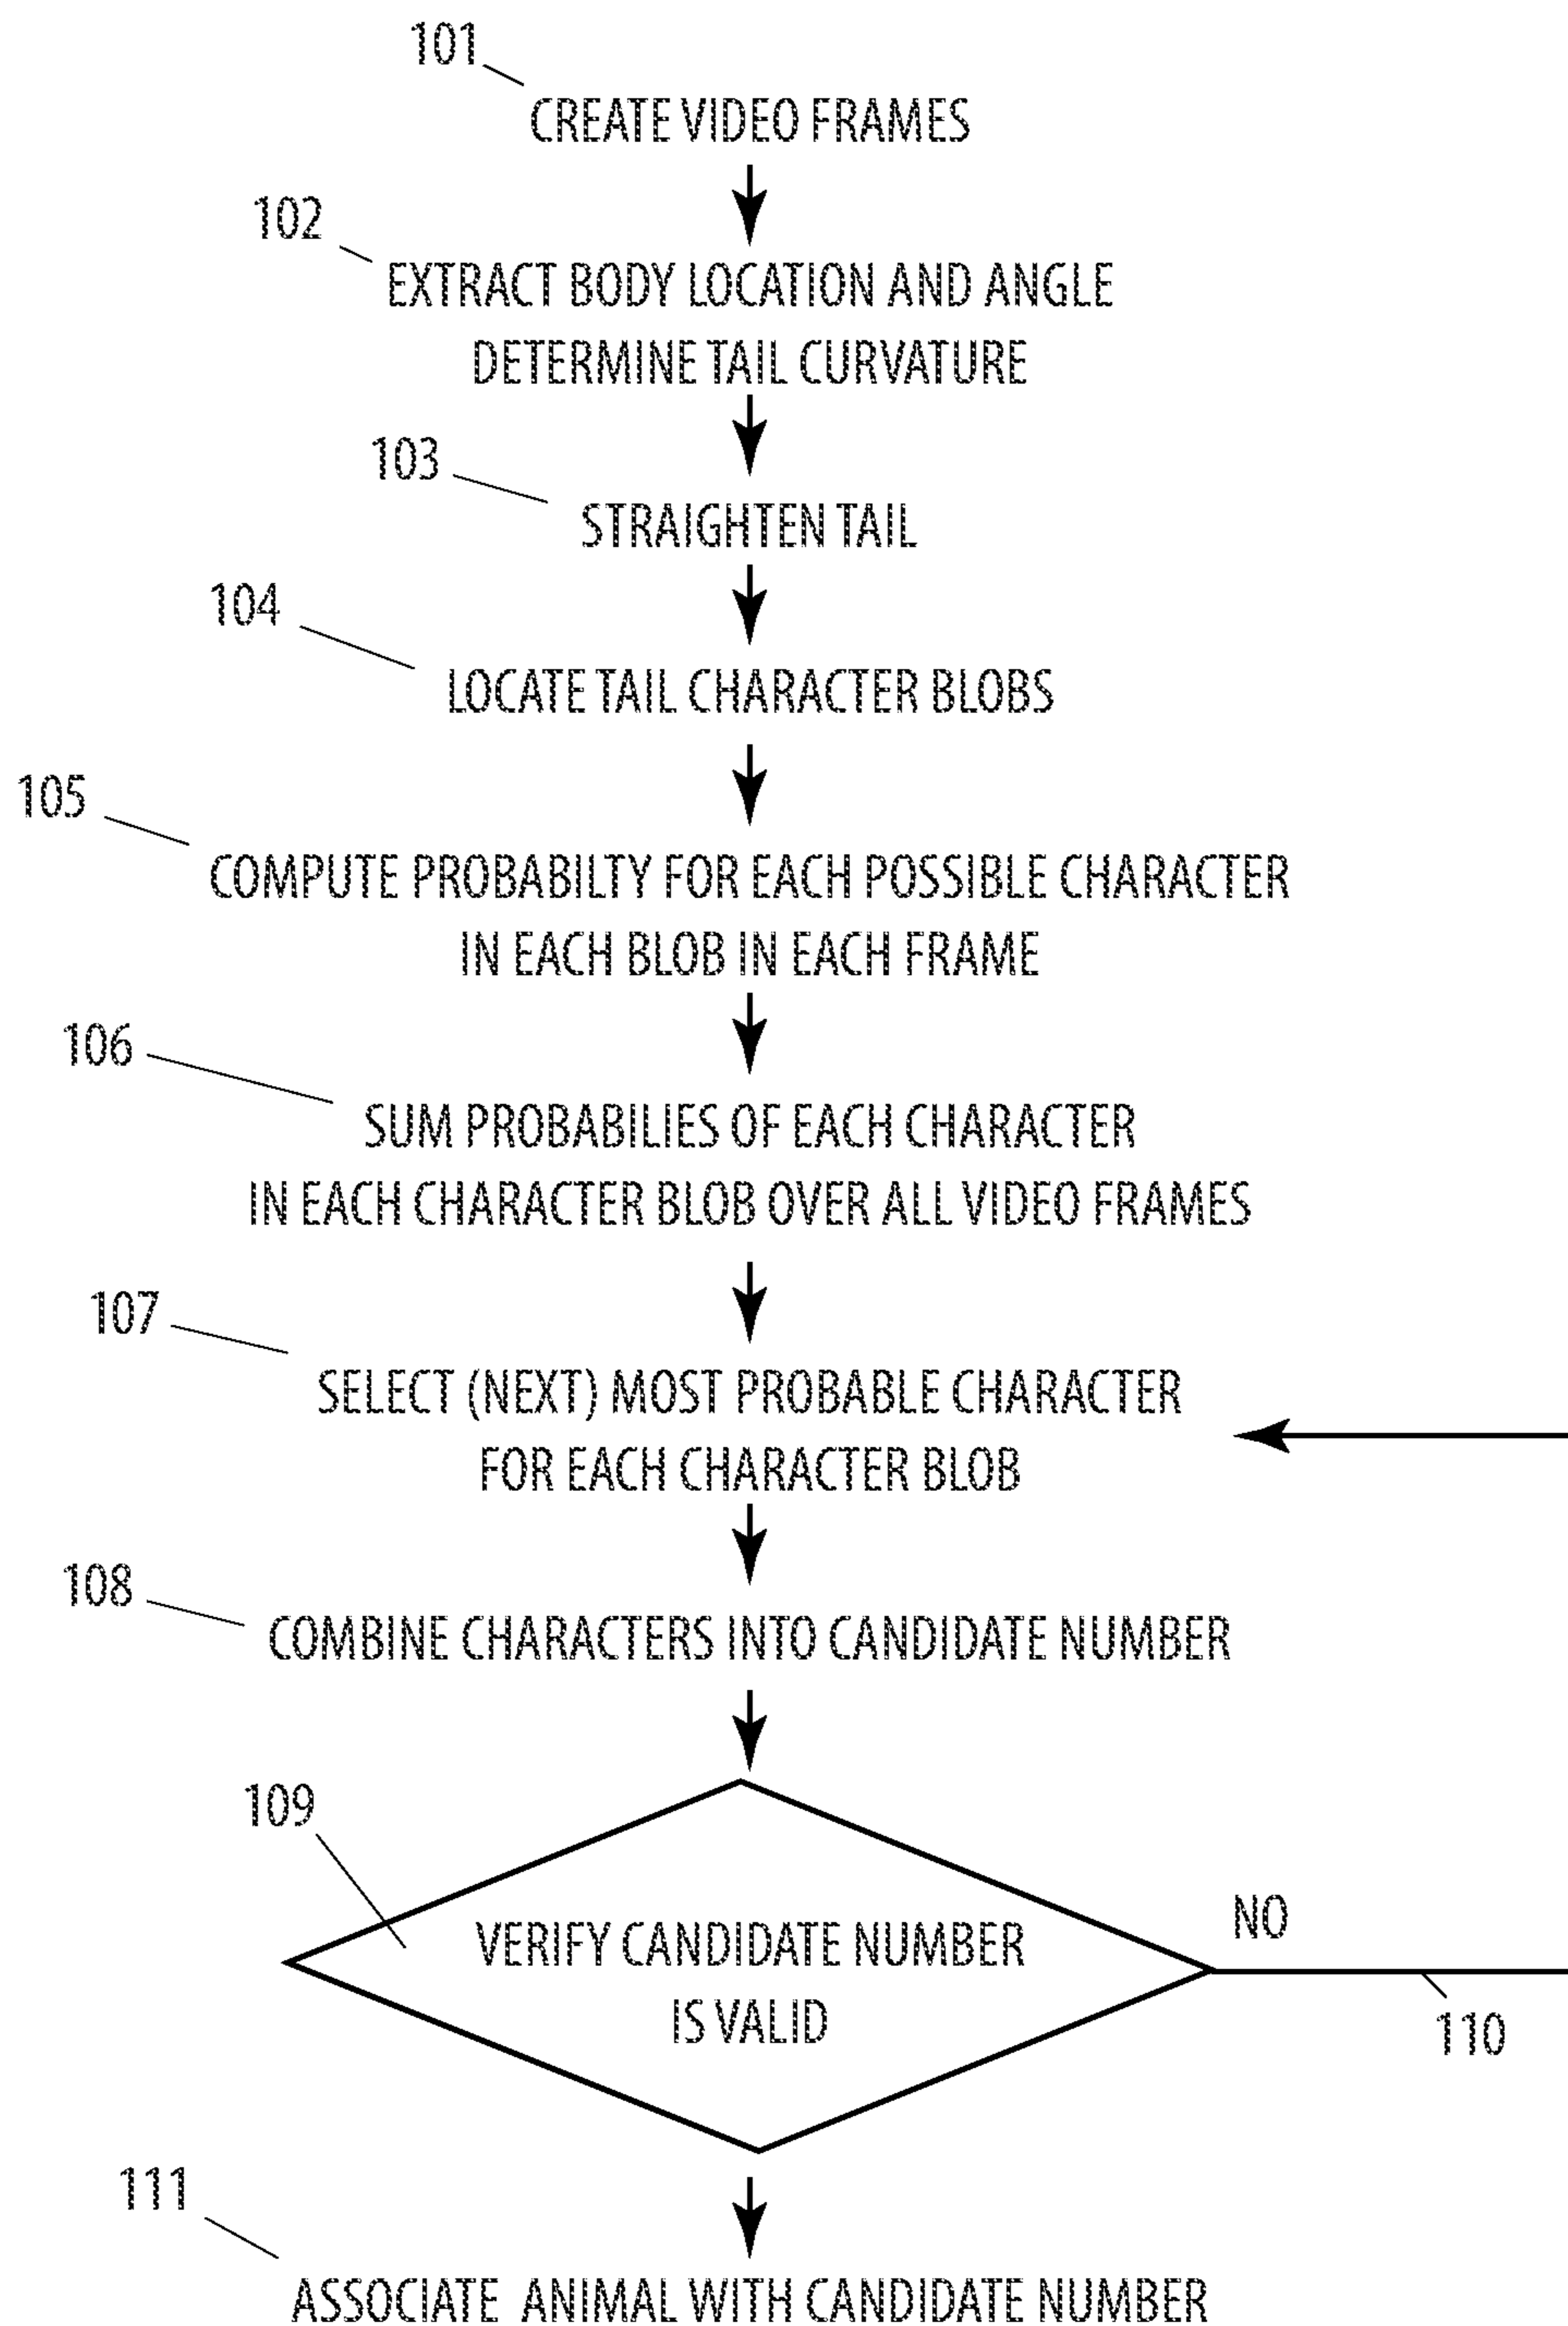 101
CREATE VIDEO FRAMES
102
EXTRACT BODY LOCATION AND ANGLE
DETERMINE TAIL CURVATURE
103
STRAIGHTEN TAIL
104
LOCATE TAIL CHARACTER BLOBS
105
COMPUTE PROBABILTY FOR EACH POSSIBLE CHARACTER
IN EACH BLOB IN EACH FRAME
106
SUM PROBABILIES OF EACH CHARACTER
IN EACH CHARACTER BLOB OVER ALL VIDEO FRAMES
107
SELECT (NEXT) MOST PROBABLE CHARACTER
FOR EACH CHARACTER BLOB
108
COMBINE CHARACTERS INTO CANDIDATE NUMBER
109
VERIFY CANDIDATE NUMBER
IS VALID
NO
110
111
ASSOCIATE ANIMAL WITH CANDIDATE NUMBER